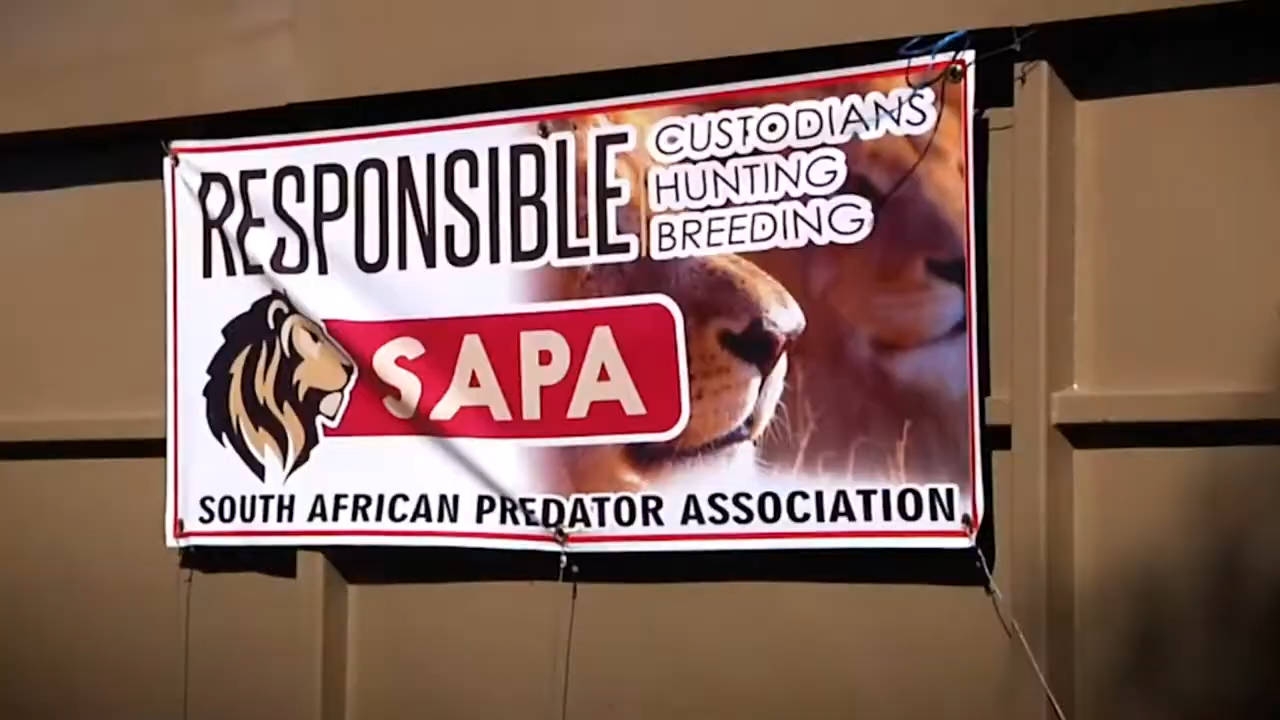 RESPONSIBLE
CUSTODIANS
HUNTING
BREEDING
SAPA
SOUTH AFRICAN PREDATOR ASSOCIATION